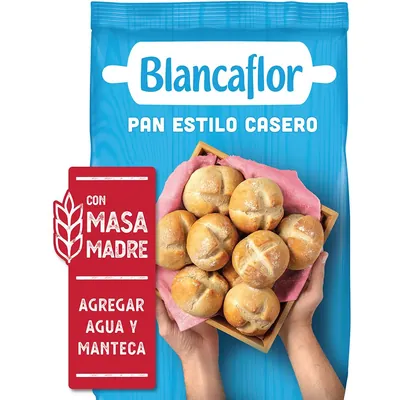 Blancaflor
PAN ESTILO CASERO
CON
MASA
MADRE
AGREGAR
AGUA Y
MANTECA